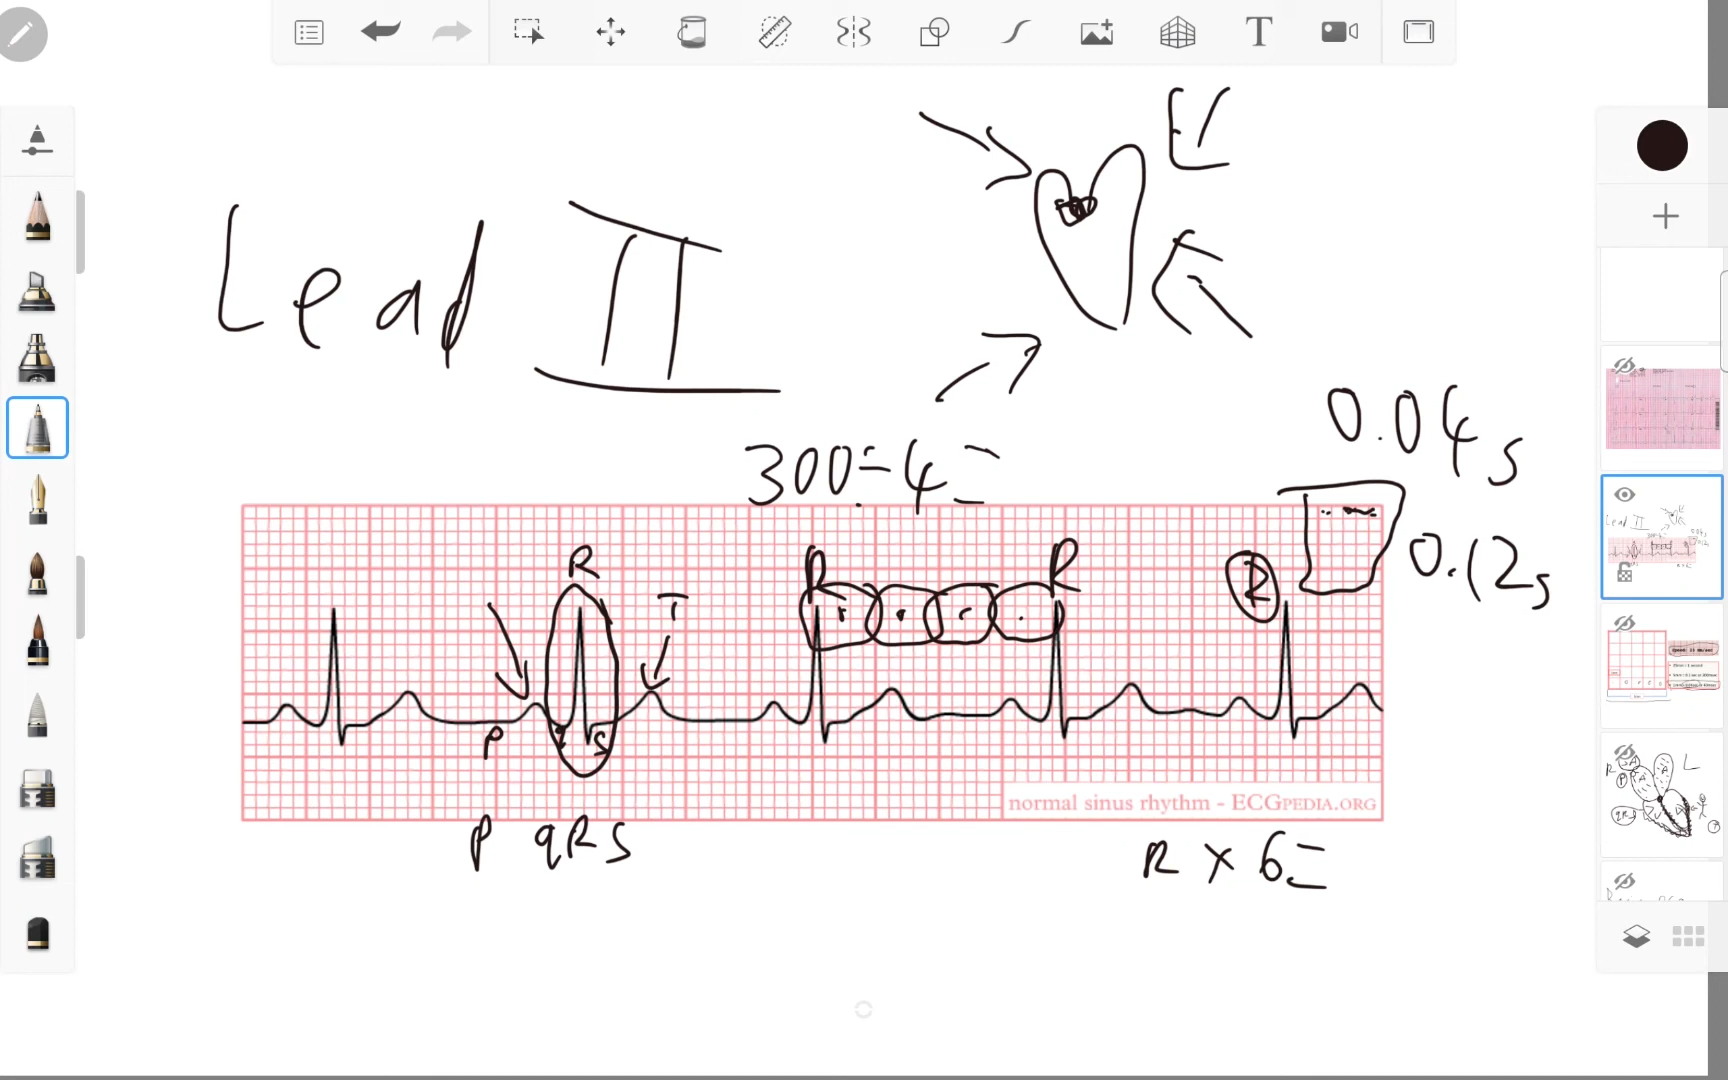 T
Lead II
0.04s
300÷4=
0.12s
R
R
R
R
T
P
q
S
normal sinus rhythm - ECGPEDIA.ORG
P qRS
R × 6=